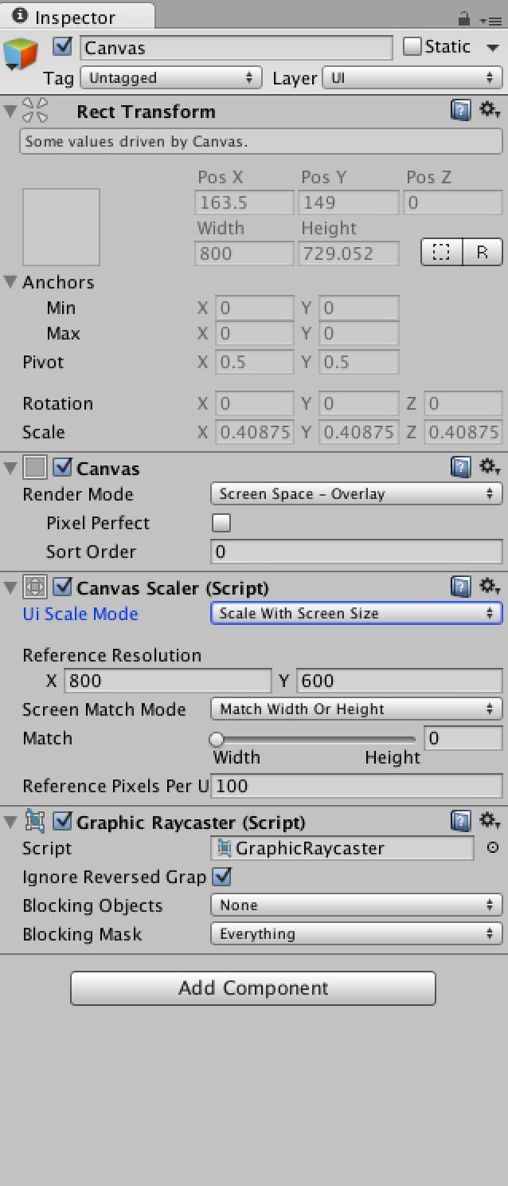 Inspector
Canvas Static
Tag Untagged Layer UI
Rect Transform
Some values driven by Canvas.
Pos X Pos Y Pos Z
163.5 149 0
Width Height
800 729.052 R
Anchors
Min X 0 Y 0
Max X 0 Y 0
Pivot X 0.5 Y 0.5
Rotation X 0 Y 0 Z 0
Scale X 0.40875 Y 0.40875 Z 0.40875
Canvas
Render Mode Screen Space - Overlay
Pixel Perfect
Sort Order 0
Canvas Scaler (Script)
Ui Scale Mode Scale With Screen Size
Reference Resolution
X 800 Y 600
Screen Match Mode Match Width Or Height
Match 0
Width Height
Reference Pixels Per U 100
Graphic Raycaster (Script)
Script GraphicRaycaster
Ignore Reversed Grap
Blocking Objects None
Blocking Mask Everything
Add Component